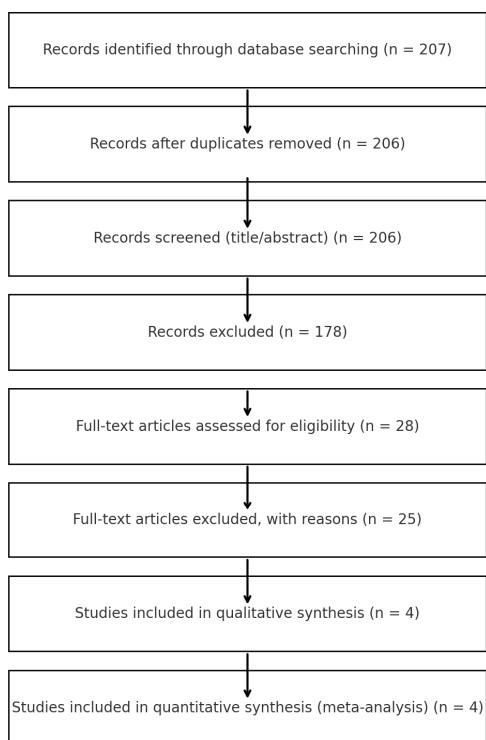 Records identified through database searching (n = 207)
Records after duplicates removed (n = 206)
Records screened (title/abstract) (n = 206)
Records excluded (n = 178)
Full-text articles assessed for eligibility (n = 28)
Full-text articles excluded, with reasons (n = 25)
Studies included in qualitative synthesis (n = 4)
Studies included in quantitative synthesis (meta-analysis) (n = 4)